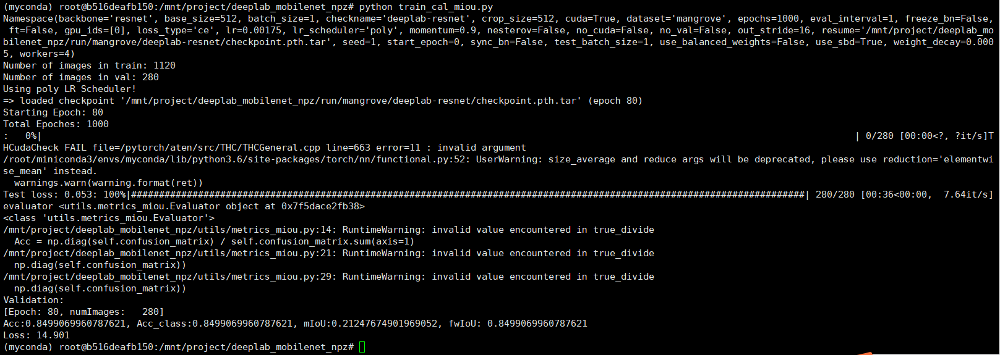 (myconda) root@b516deafb150:/mnt/project/deeplab_mobilenet_npz# python train_cal_miou.py
Namespace(backbone='resnet', base_size=512, batch_size=1, checkname='deeplab-resnet', crop_size=512, cuda=True, dataset='mangrove', epochs=1000, eval_interval=1, freeze_bn=False,
 ft=False, gpu_ids=[0], loss_type='ce', lr=0.00175, lr_scheduler='poly', momentum=0.9, nesterov=False, no_cuda=False, no_val=False, out_stride=16, resume='/mnt/project/deeplab_mo
bilenet_npz/run/mangrove/deeplab-resnet/checkpoint.pth.tar', seed=1, start_epoch=0, sync_bn=False, test_batch_size=1, use_balanced_weights=False, use_sbd=True, weight_decay=0.000
5, workers=4)
Number of images in train: 1120
Number of images in val: 280
Using poly LR Scheduler!
=> loaded checkpoint '/mnt/project/deeplab_mobilenet_npz/run/mangrove/deeplab-resnet/checkpoint.pth.tar' (epoch 80)
Starting Epoch: 80
Total Epoches: 1000
:   0%|                                                                                  | 0/280 [00:00<?, ?it/s]T
HCudaCheck FAIL file=/pytorch/aten/src/THC/THCGeneral.cpp line=663 error=11 : invalid argument
/root/miniconda3/envs/myconda/lib/python3.6/site-packages/torch/nn/functional.py:52: UserWarning: size_average and reduce args will be deprecated, please use reduction='elementwi
se_mean' instead.
  warnings.warn(warning.format(ret))
Test loss: 0.053: 100%|##########################################################################################################################| 280/280 [00:36<00:00,  7.64it/s]
evaluator <utils.metrics_miou.Evaluator object at 0x7f5dace2fb38>
<class 'utils.metrics_miou.Evaluator'>
/mnt/project/deeplab_mobilenet_npz/utils/metrics_miou.py:14: RuntimeWarning: invalid value encountered in true_divide
  Acc = np.diag(self.confusion_matrix) / self.confusion_matrix.sum(axis=1)
/mnt/project/deeplab_mobilenet_npz/utils/metrics_miou.py:21: RuntimeWarning: invalid value encountered in true_divide
  np.diag(self.confusion_matrix))
/mnt/project/deeplab_mobilenet_npz/utils/metrics_miou.py:29: RuntimeWarning: invalid value encountered in true_divide
  np.diag(self.confusion_matrix))
Validation:
[Epoch: 80, numImages:   280]
Acc:0.8499069960787621, Acc_class:0.8499069960787621, mIoU:0.21247674901969052, fwIoU: 0.8499069960787621
Loss: 14.901
(myconda) root@b516deafb150:/mnt/project/deeplab_mobilenet_npz#